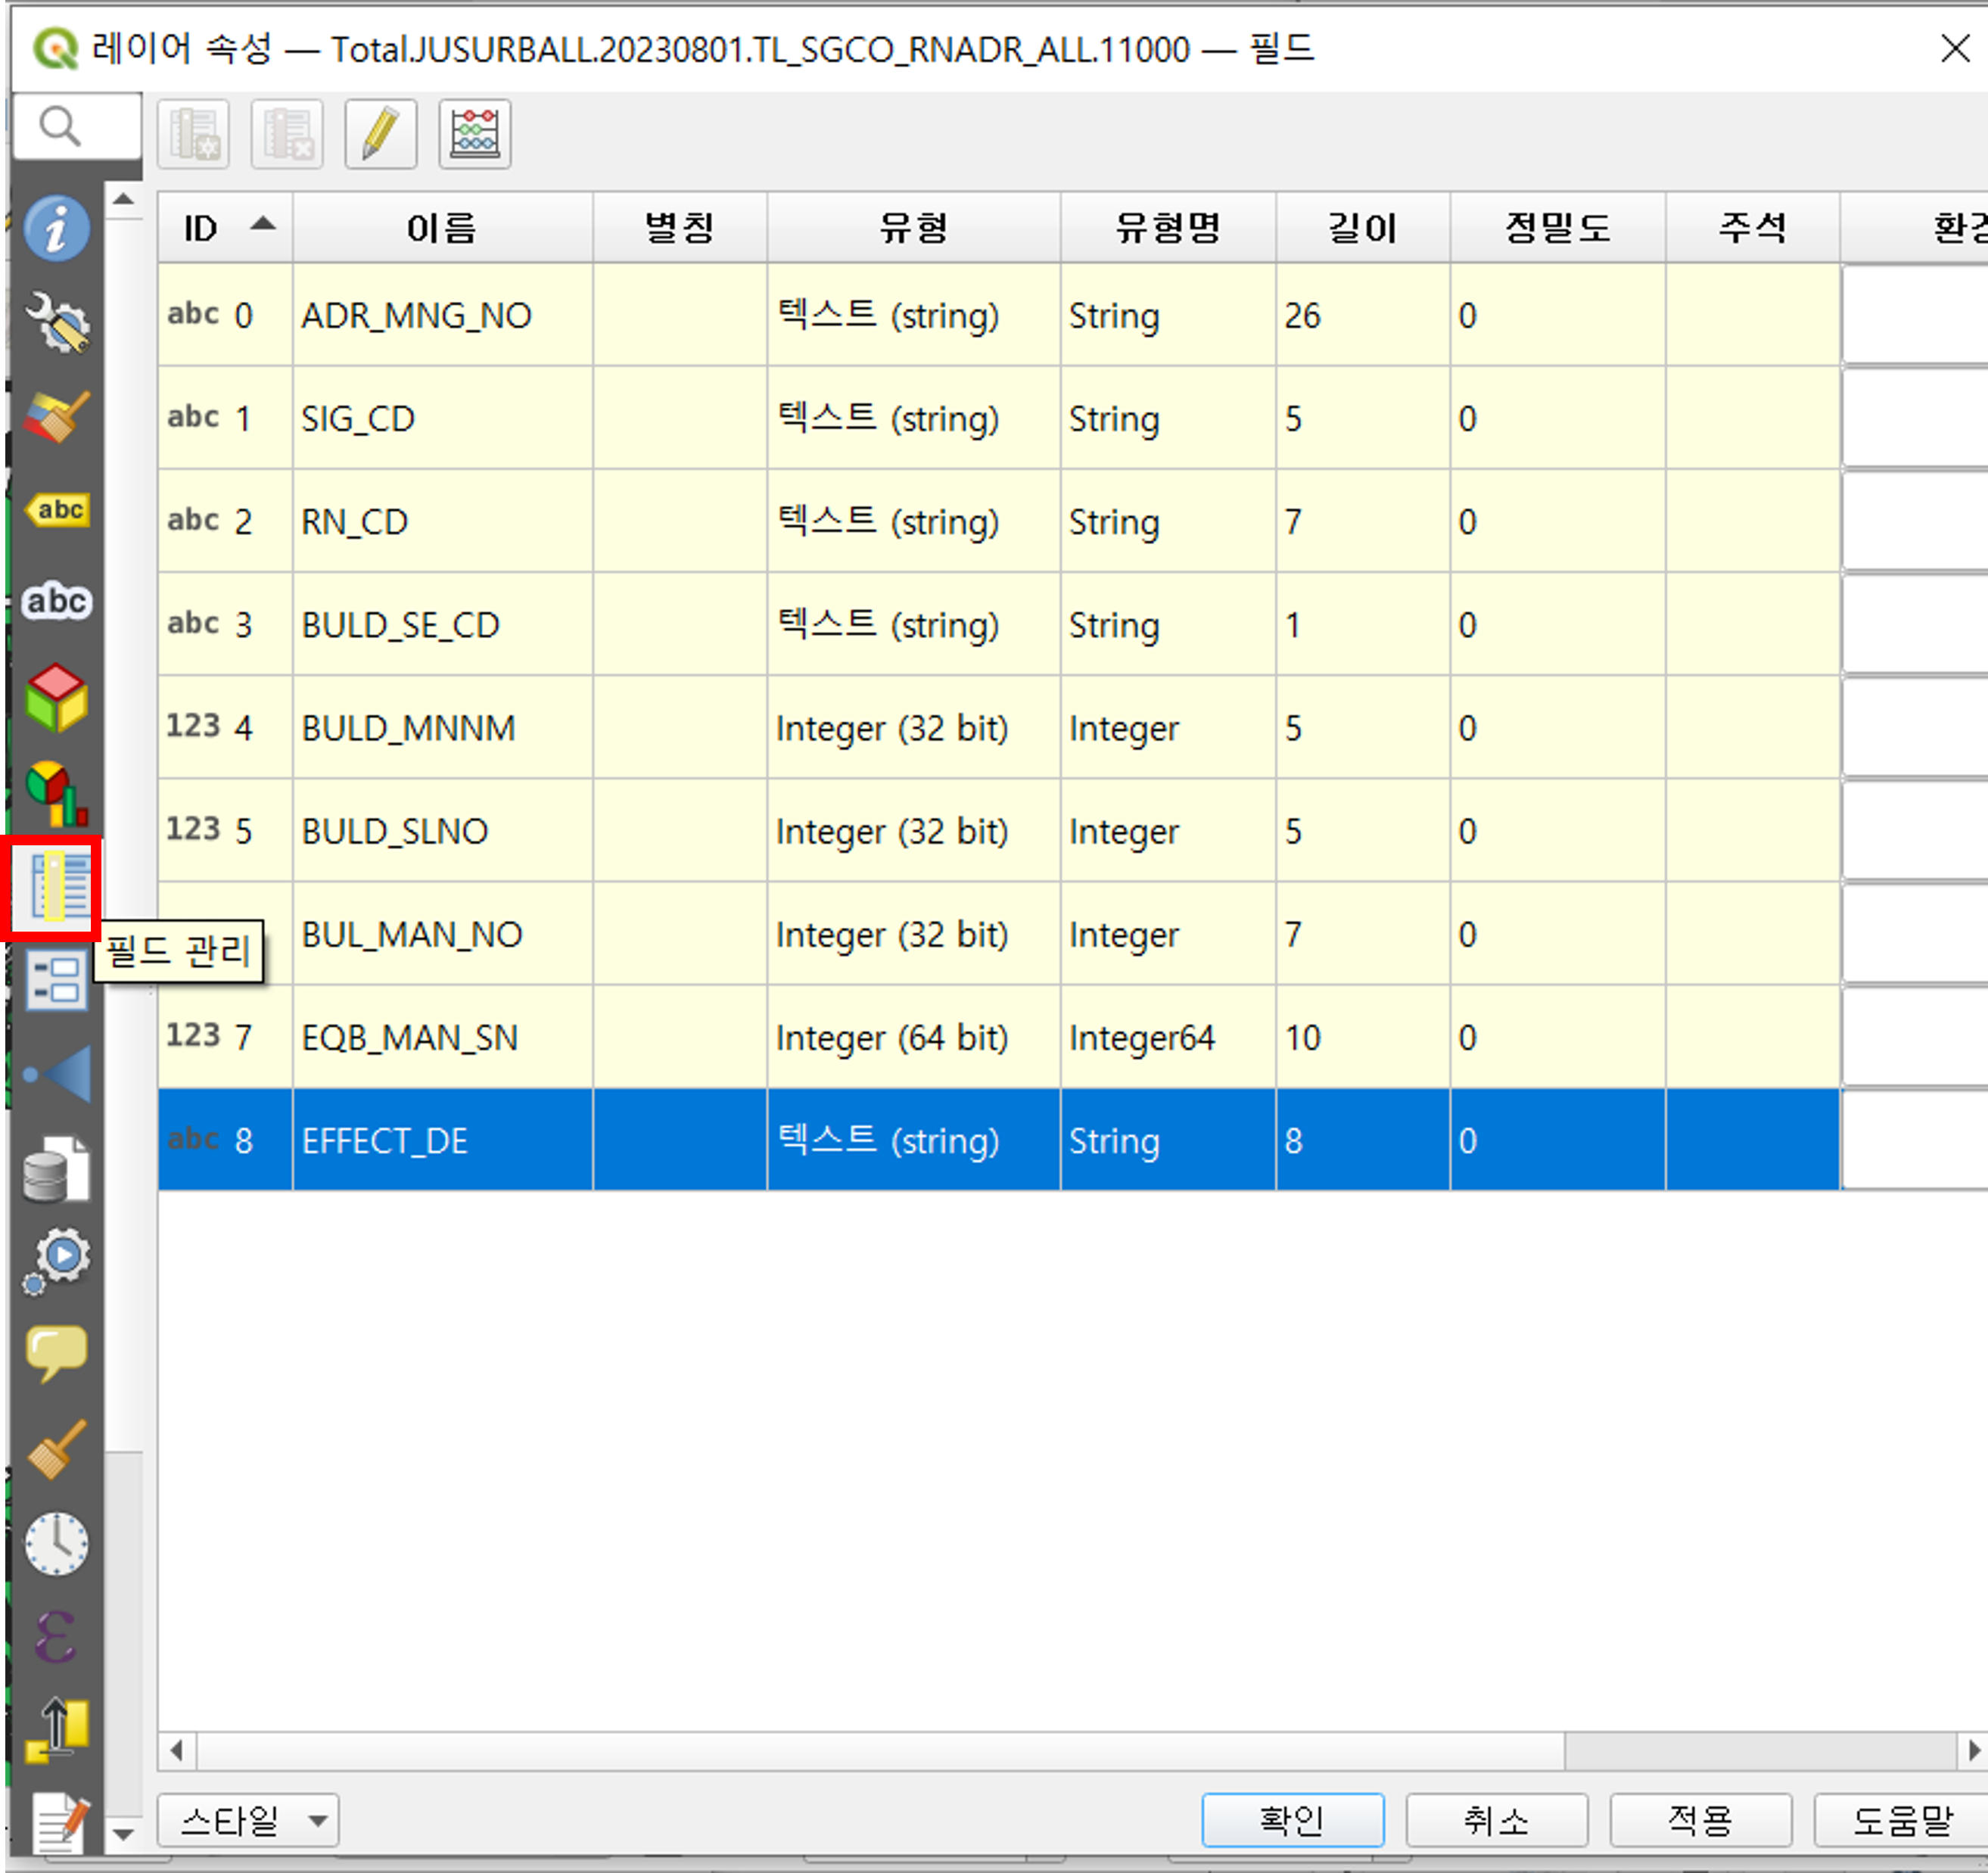 레이어 속성 — Total.JUSURBALL.20230801.TL_SGCO_RNADR_ALL.11000 — 필드
ID 이름 별칭 유형 유형명 길이 정밀도 주석
abc 0 ADR_MNG_NO 텍스트 (string) String 26 0
abc 1 SIG_CD 텍스트 (string) String 5 0
abc 2 RN_CD 텍스트 (string) String 7 0
abc
abc 3 BULD_SE_CD 텍스트 (string) String 1 0
abc
123 4 BULD_MNNM Integer (32 bit) Integer 5 0
123 5 BULD_SLNO Integer (32 bit) Integer 5 0
BUL_MAN_NO Integer (32 bit) Integer 7 0
필드 관리
123 7 EQB_MAN_SN Integer (64 bit) Integer64 10 0
abc 8 EFFECT_DE 텍스트 (string) String 8 0
ε
스타일 확인 취소 적용 도움말